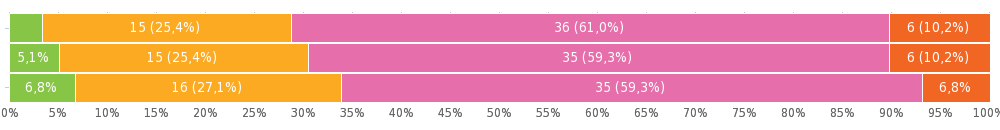 15 (25,4%) 36 (61,0%) 6 (10,2%)
5,1% 15 (25,4%) 35 (59,3%) 6 (10,2%)
6,8% 16 (27,1%) 35 (59,3%) 6,8%
0% 5% 10% 15% 20% 25% 30% 35% 40% 45% 50% 55% 60% 65% 70% 75% 80% 85% 90% 95% 100%